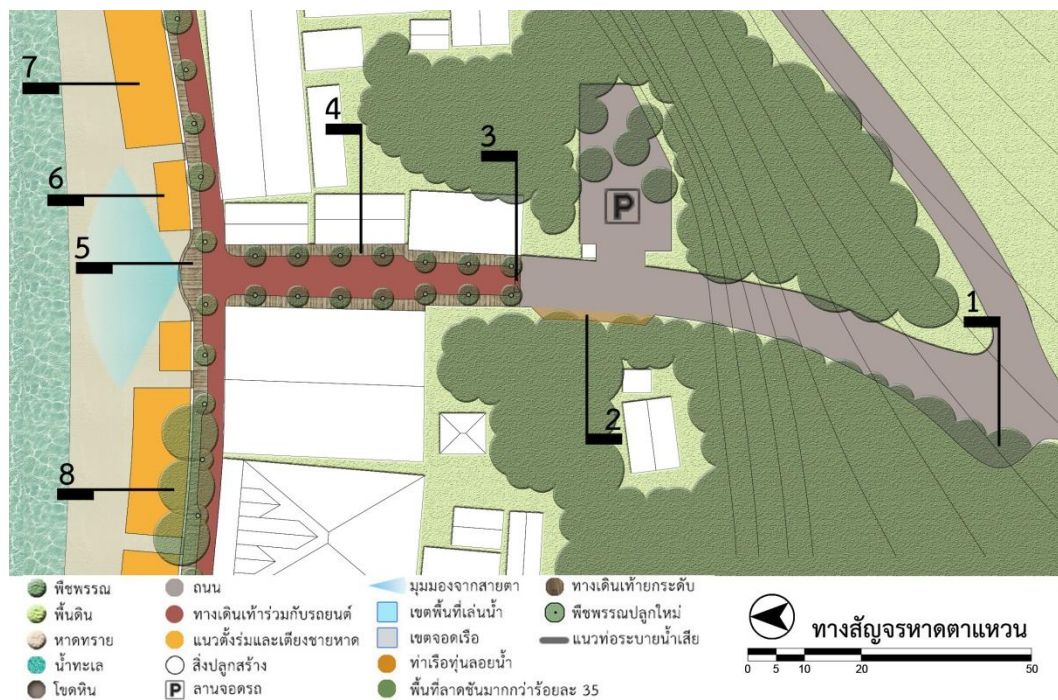 7
4
3
6
P
5
1
2
8
พืชพรรณ
พื้นดิน
หาดทราย
น้ำทะเล
โขดหิน
ถนน
ทางเดินเท้าร่วมกับรถยนต์
แนวตั้งร่มและเตียงชายหาด
สิ่งปลูกสร้าง
P ลานจอดรถ
มุมมองจากสายตา
เขตพื้นที่เล่นน้ำ
เขตจอดเรือ
ท่าเรือทุ่นลอยน้ำ
พื้นที่ลาดชันมากกว่าร้อยละ 35
ทางเดินเท้ายกระดับ
พืชพรรณปลูกใหม่
แนวท่อระบายน้ำเสีย
ทางสัญจรหาดตาแหวน
0 5 10 20 50